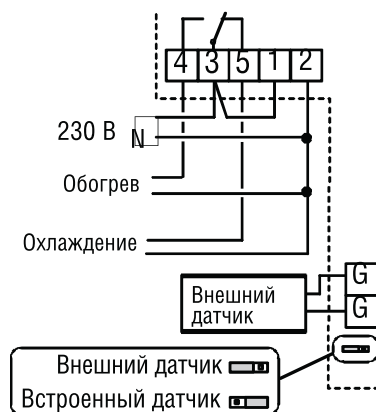 4 3 5 1 2
230 В N
Обогрев
Охлаждение
G
Внешний
датчик
G
Внешний датчик
Встроенный датчик